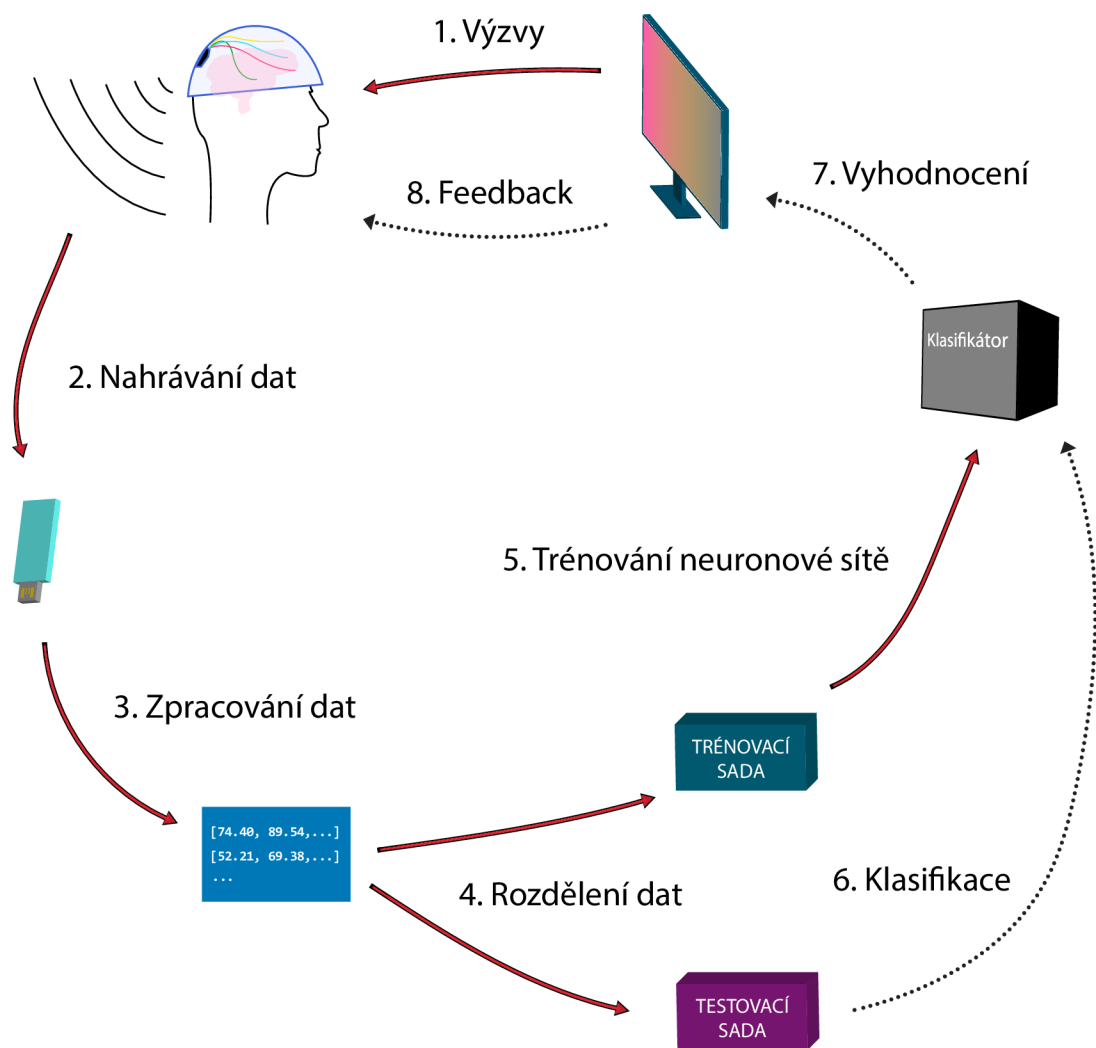 1. Výzvy
8. Feedback
7. Vyhodnocení
Klasifikátor
2. Nahrávání dat
5. Trénování neuronové sítě
3. Zpracování dat
TRÉNOVACÍ
SADA
[74.40, 89.54,...]
[52.21, 69.38,...]
...
4. Rozdělení dat
6. Klasifikace
TESTOVACÍ
SADA